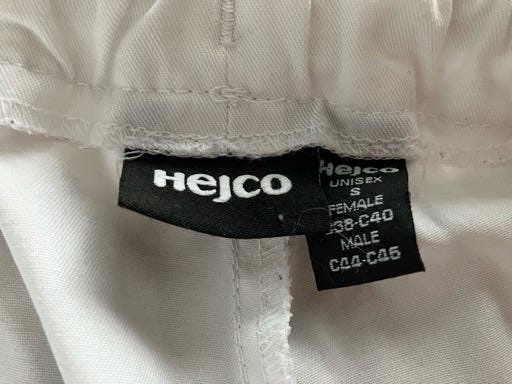 Hejco
Hejco
UNISEX
S
FEMALE
C38-C40
MALE
C44-C46